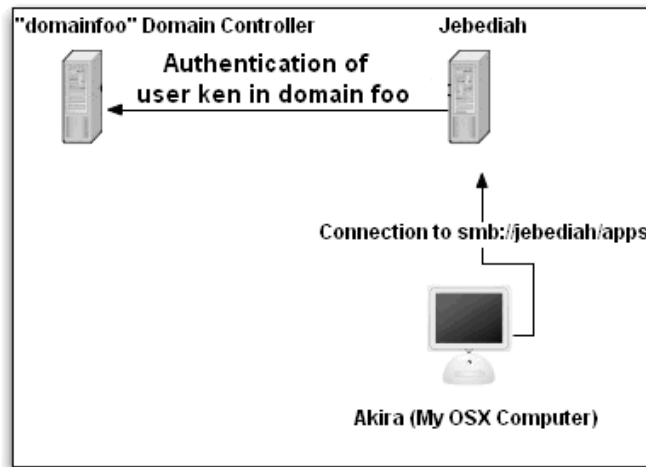 "domainfoo" Domain Controller
Jebediah
Authentication of
user ken in domain foo
Connection to smb://jebediah/apps
Akira (My OSX Computer)